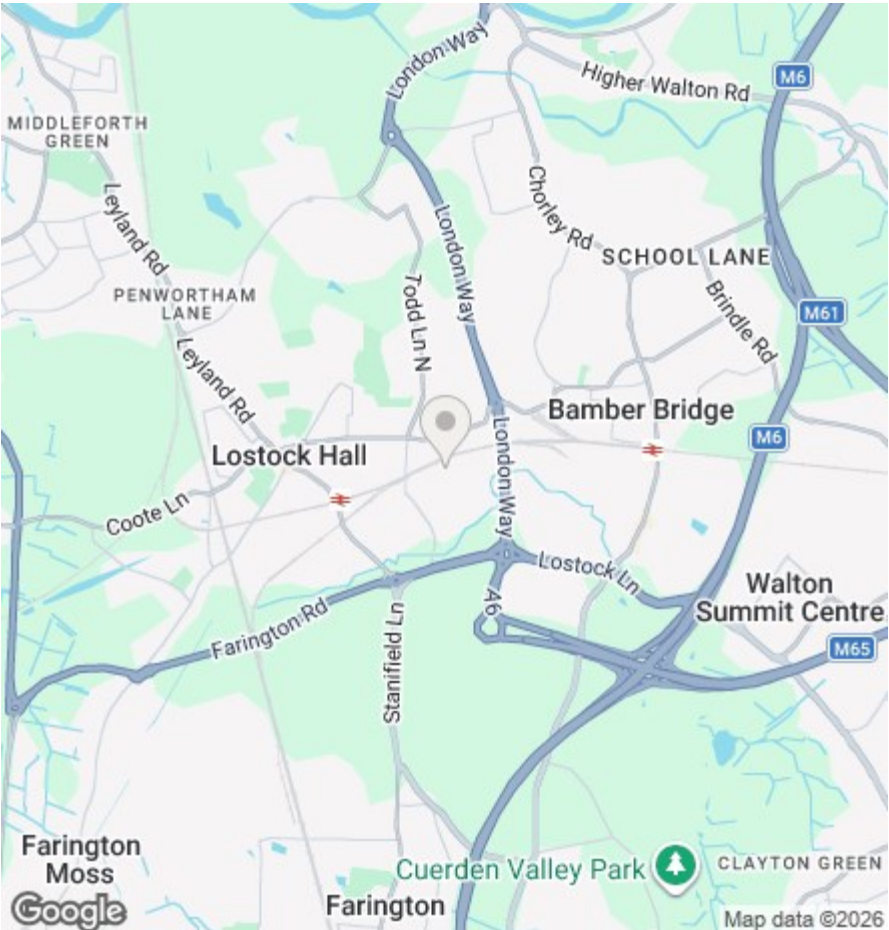 London Way
M6
Higher Walton Rd
MIDDLEFORTH
GREEN
Leyland Rd
Chorley Rd
London Way
SCHOOL LANE
PENWORTHAM
LANE
Todd Ln N
Brindle Rd
M61
Leyland Rd
Bamber Bridge
London Way
M6
Lostock Hall
Coote Ln
Lostock Ln
Walton
Summit Centre
A6
Farington Rd
Stanifield Ln
M65
Farington
Moss
Cuerden Valley Park
CLAYTON GREEN
Farington
Google
Map data ©2026